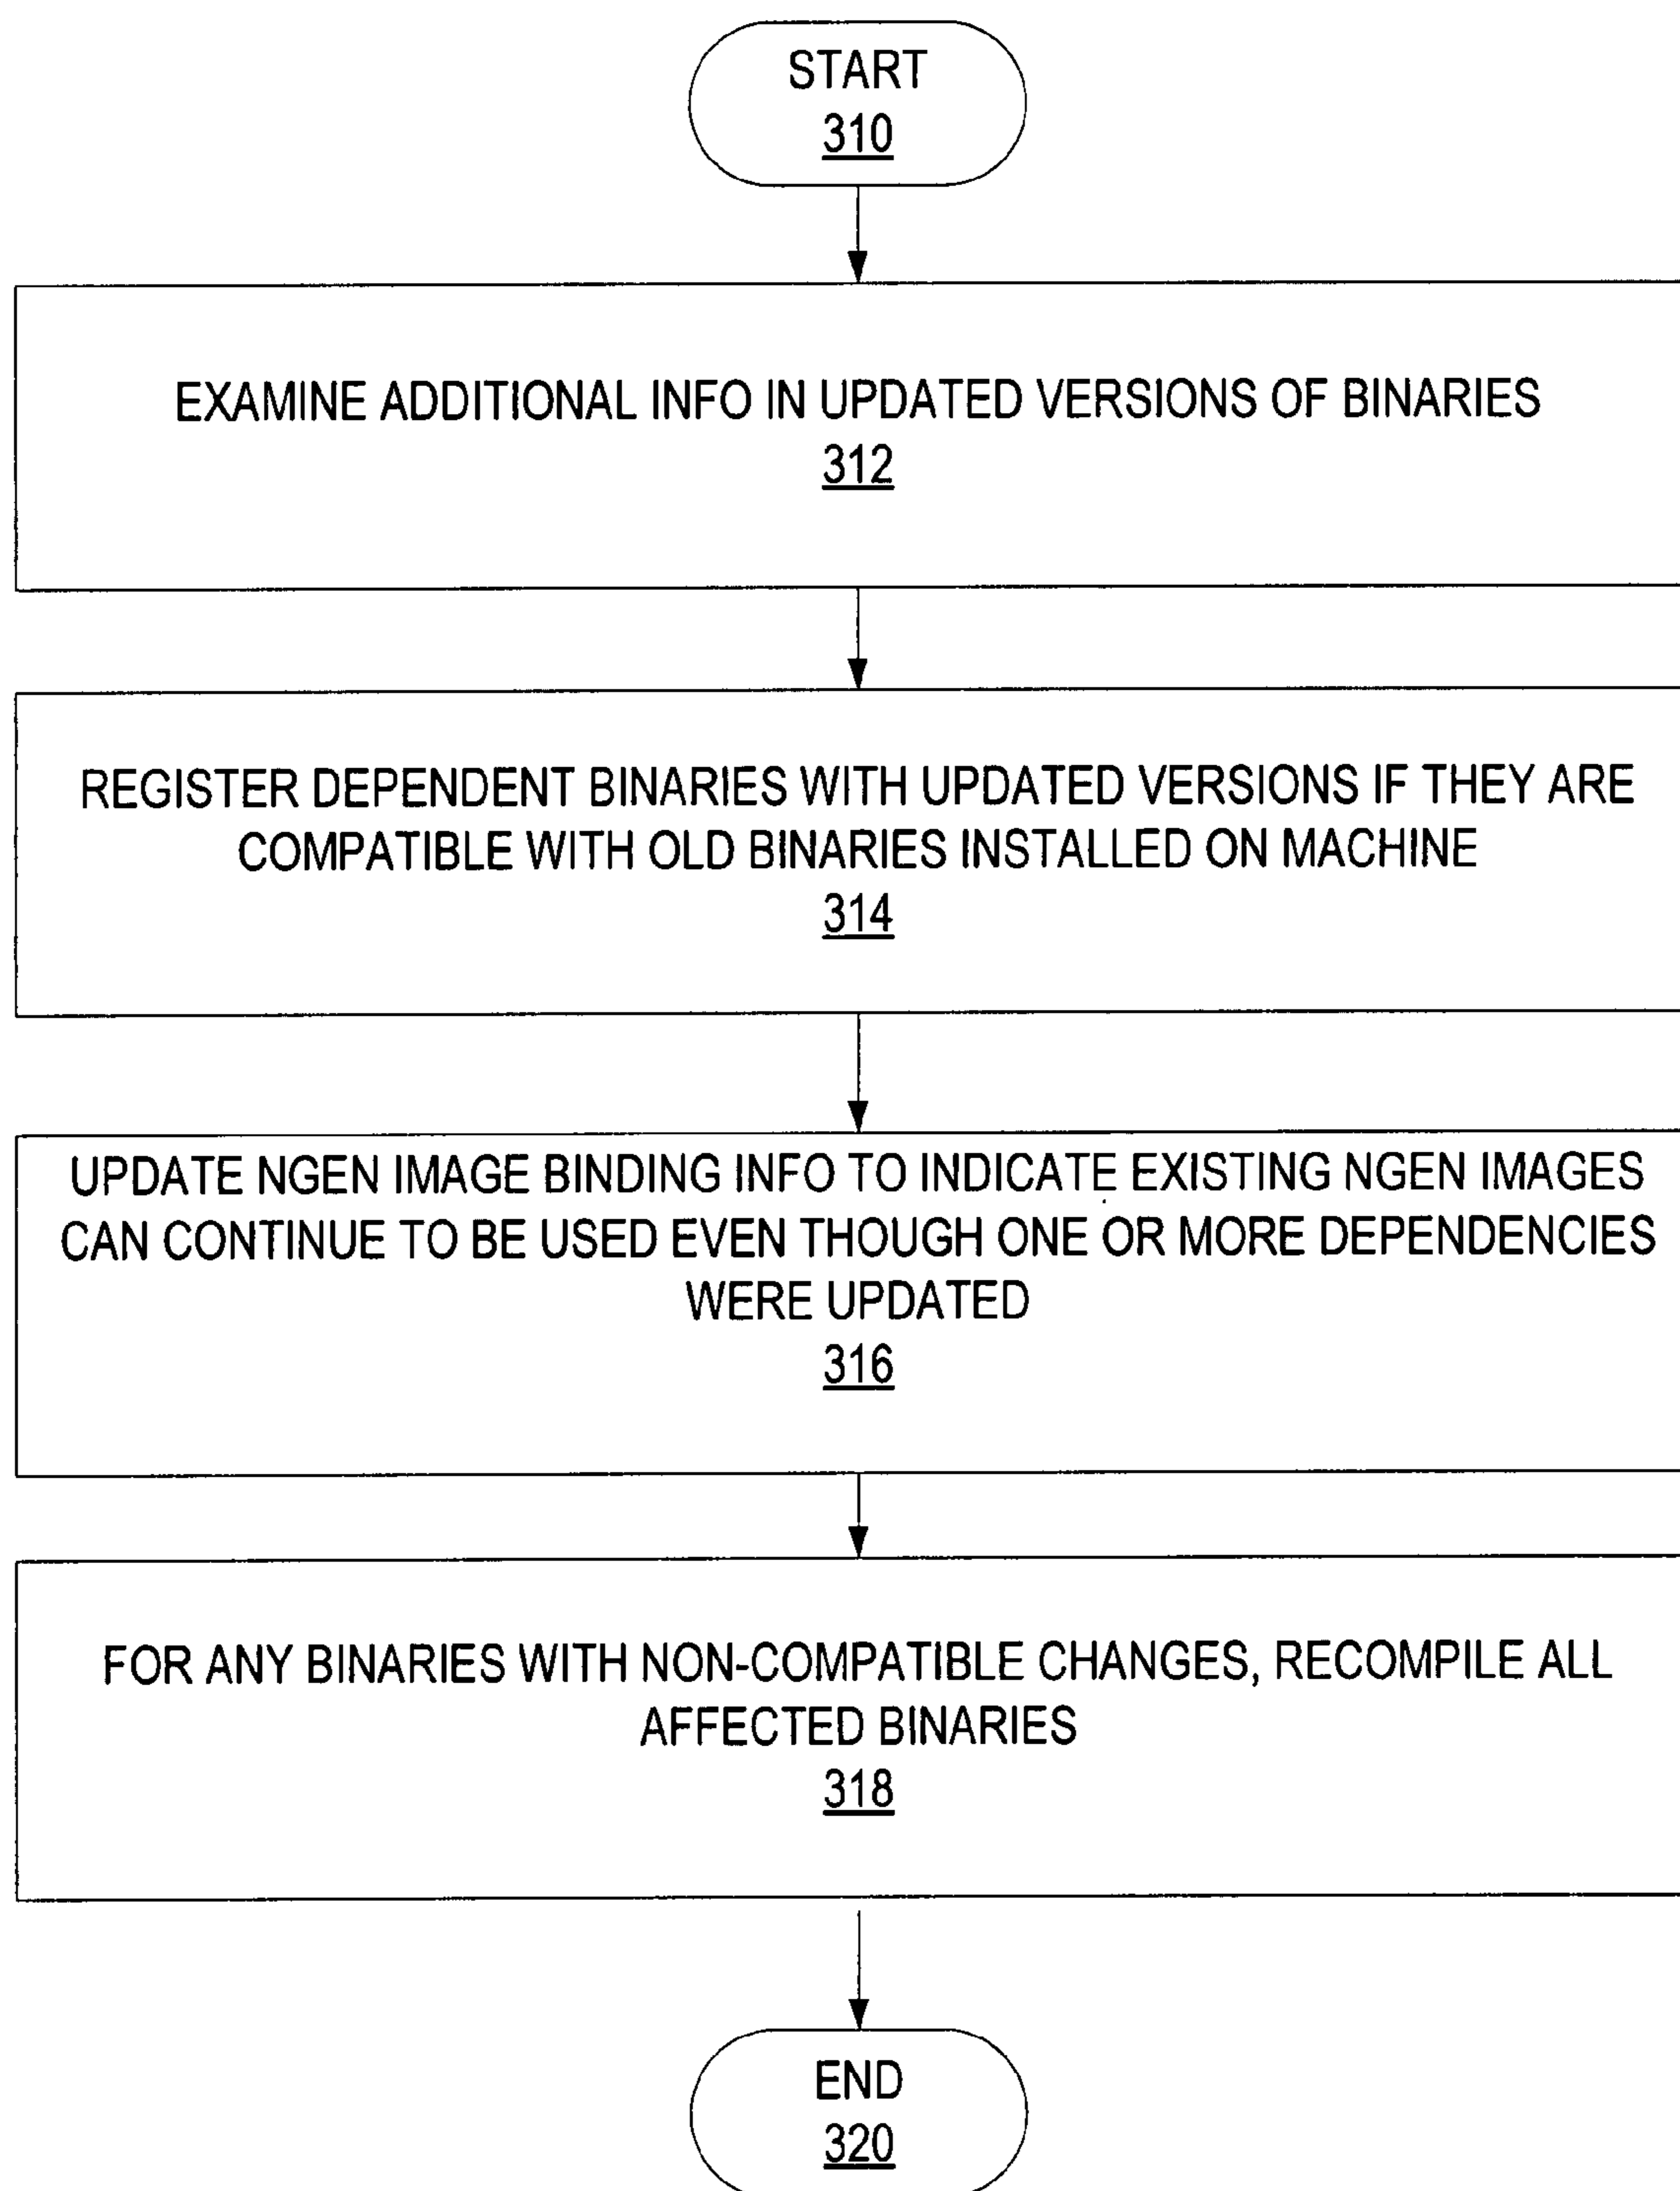 START
310
EXAMINE ADDITIONAL INFO IN UPDATED VERSIONS OF BINARIES
312
REGISTER DEPENDENT BINARIES WITH UPDATED VERSIONS IF THEY ARE
COMPATIBLE WITH OLD BINARIES INSTALLED ON MACHINE
314
UPDATE NGEN IMAGE BINDING INFO TO INDICATE EXISTING NGEN IMAGES
CAN CONTINUE TO BE USED EVEN THOUGH ONE OR MORE DEPENDENCIES
WERE UPDATED
316
FOR ANY BINARIES WITH NON-COMPATIBLE CHANGES, RECOMPILE ALL
AFFECTED BINARIES
318
END
320